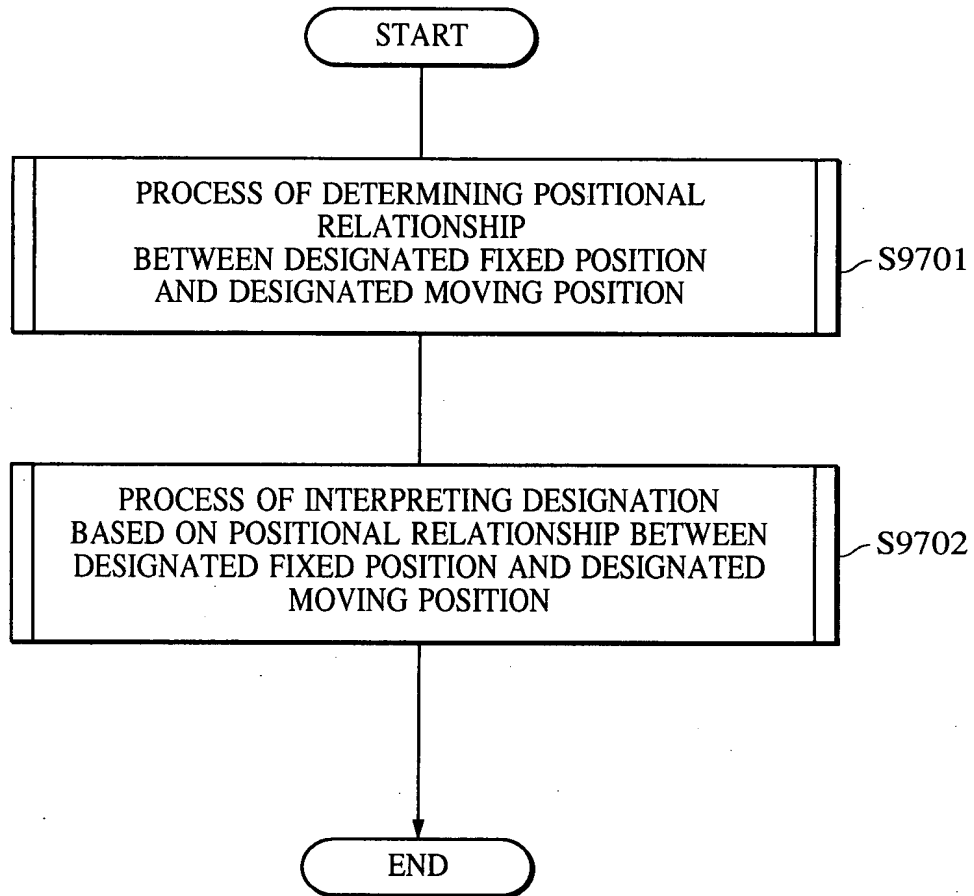 START
PROCESS OF DETERMINING POSITIONAL
RELATIONSHIP
BETWEEN DESIGNATED FIXED POSITION
AND DESIGNATED MOVING POSITION
S9701
PROCESS OF INTERPRETING DESIGNATION
BASED ON POSITIONAL RELATIONSHIP BETWEEN
DESIGNATED FIXED POSITION AND DESIGNATED
MOVING POSITION
S9702
END